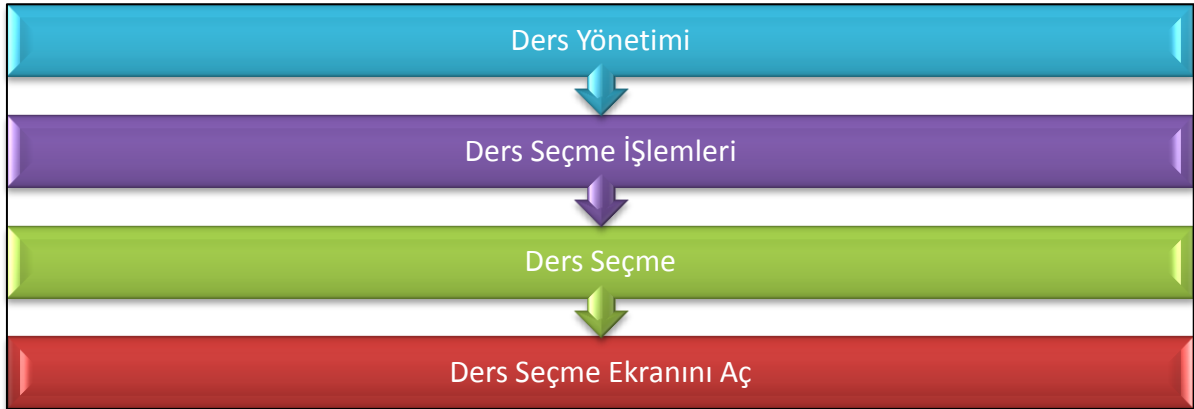 Ders Yönetimi
Ders Seçme İŞlemleri
Ders Seçme
Ders Seçme Ekranını Aç